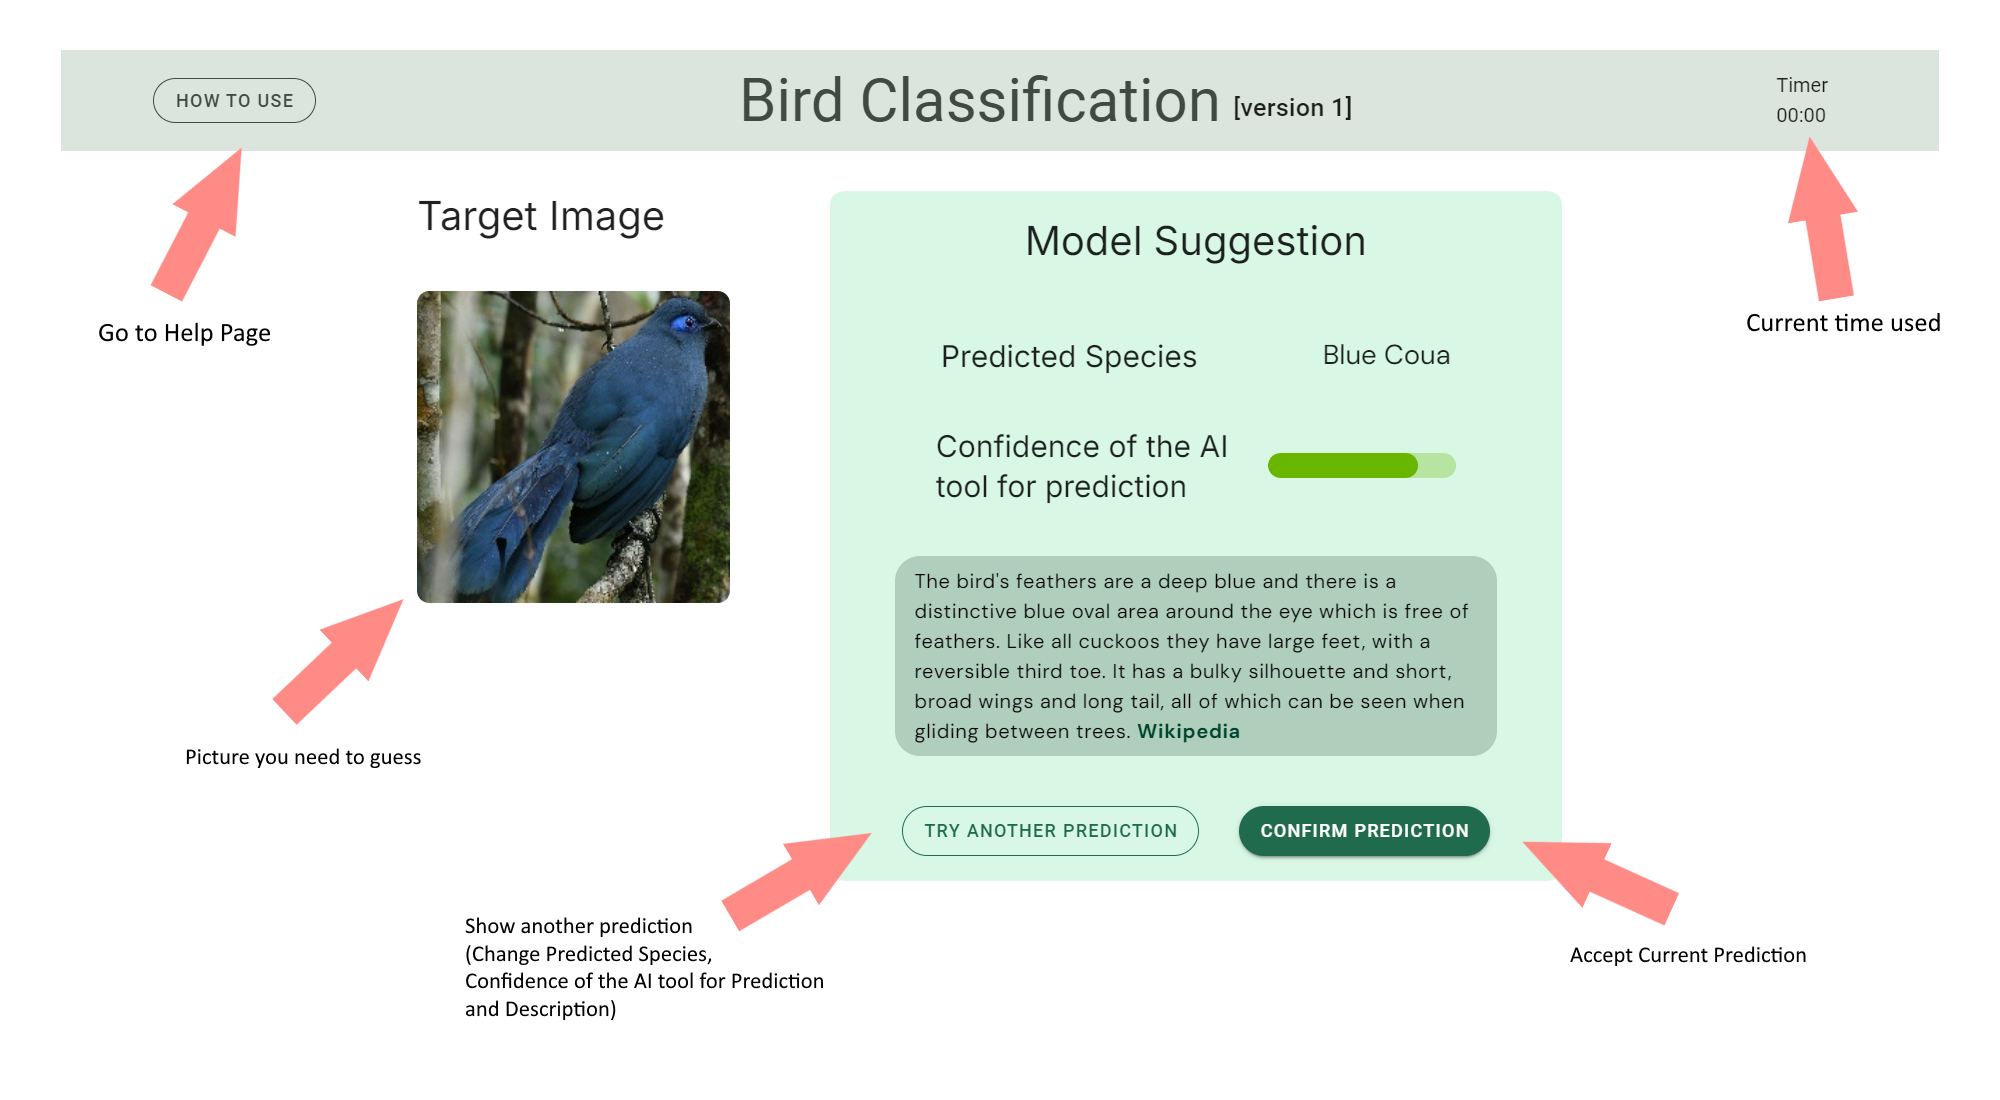 HOW TO USE
Bird Classification [version 1]
Timer
00:00
Go to Help Page
Current time used
Target Image
Model Suggestion
Predicted Species
Blue Coua
Confidence of the AI
tool for prediction
The bird's feathers are a deep blue and there is a
distinctive blue oval area around the eye which is free of
feathers. Like all cuckoos they have large feet, with a
reversible third toe. It has a bulky silhouette and short,
broad wings and long tail, all of which can be seen when
gliding between trees. Wikipedia
Picture you need to guess
TRY ANOTHER PREDICTION
CONFIRM PREDICTION
Show another prediction
(Change Predicted Species,
Confidence of the AI tool for Prediction
and Description)
Accept Current Prediction